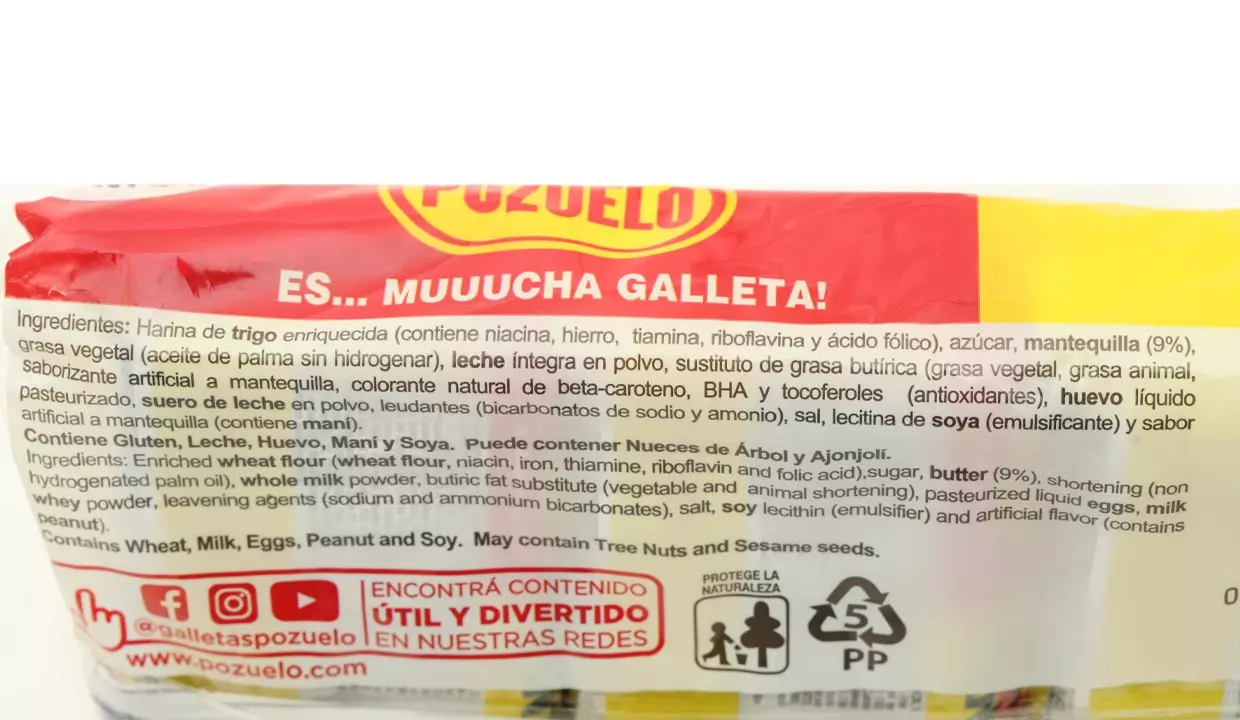 POZUELO
ES... MUUUCHA GALLETA!
Ingredientes: Harina de trigo enriquecida (contiene niacina, hierro, tiamina, riboflavina y ácido fólico), azúcar, mantequilla (9%),
grasa vegetal (aceite de palma sin hidrogenar), leche íntegra en polvo, sustituto de grasa butírica (grasa vegetal, grasa animal,
saborizante artificial a mantequilla, colorante natural de beta-caroteno, BHA y tocoferoles (antioxidantes), huevo líquido
pasteurizado, suero de leche en polvo, leudantes (bicarbonatos de sodio y amonio), sal, lecitina de soya (emulsificante) y sabor
artificial a mantequilla (contiene maní).
Contiene Gluten, Leche, Huevo, Maní y Soya. Puede contener Nueces de Árbol y Ajonjolí.
Ingredients: Enriched wheat flour (wheat flour, niacin, iron, thiamine, riboflavin and folic acid),sugar, butter (9%), shortening (non
hydrogenated palm oil), whole milk powder, butiric fat substitute (vegetable and animal shortening), pasteurized liquid eggs, milk
whey powder, leavening agents (sodium and ammonium bicarbonates), salt, soy lecithin (emulsifier) and artificial flavor (contains
peanut).
Contains Wheat, Milk, Eggs, Peanut and Soy. May contain Tree Nuts and Sesame seeds.
@galletaspozuelo
www.pozuelo.com
ENCONTRÁ CONTENIDO
ÚTIL Y DIVERTIDO
EN NUESTRAS REDES
PROTEGE LA
NATURALEZA
5
PP